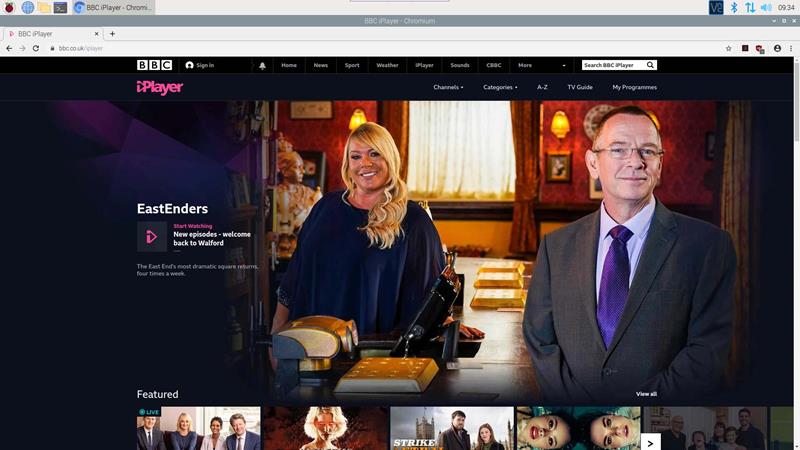 BBC iPlayer - Chromi...
09:34
BBC iPlayer - Chromium
BBC iPlayer
bbc.co.uk/iplayer
BBC
Sign in
Home
News
Sport
Weather
iPlayer
Sounds
CBBC
More
Search BBC iPlayer
iPlayer
Channels
Categories
A-Z
TV Guide
My Programmes
EastEnders
Start Watching
New episodes - welcome
back to Walford
The East End's most dramatic square returns,
four times a week.
Featured
View all
LIVE
STRIKE